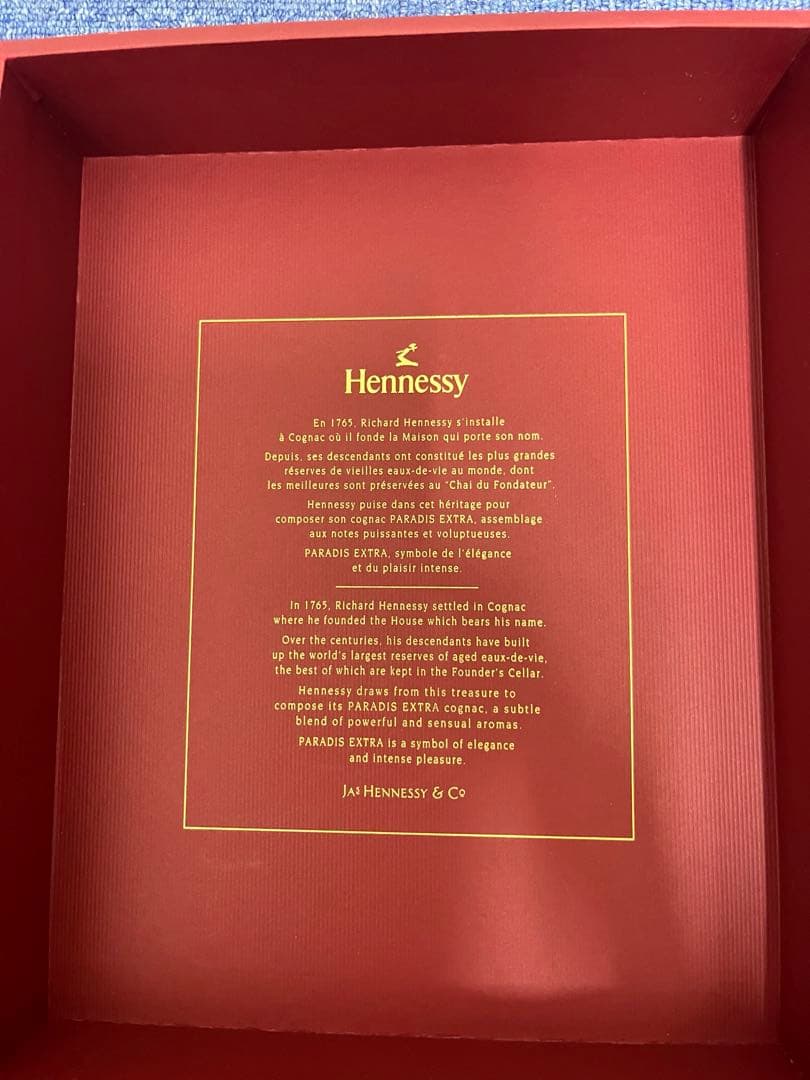 Hennessy
En 1765, Richard Hennessy s'installe
à Cognac où il fonde la Maison qui porte son nom.
Depuis, ses descendants ont constitué les plus grandes
réserves de vieilles eaux-de-vie au monde, dont
les meilleures sont préservées au "Chai du Fondateur".
Hennessy puise dans cet héritage pour
composer son cognac PARADIS EXTRA, assemblage
aux notes puissantes et voluptueuses.
PARADIS EXTRA, symbole de l'élégance
et du plaisir intense.
In 1765, Richard Hennessy settled in Cognac
where he founded the House which bears his name.
Over the centuries, his descendants have built
up the world's largest reserves of aged eaux-de-vie,
the best of which are kept in the Founder's Cellar.
Hennessy draws from this treasure to
compose its PARADIS EXTRA cognac, a subtle
blend of powerful and sensual aromas.
PARADIS EXTRA is a symbol of elegance
and intense pleasure.
JAS HENNESSY & Cº